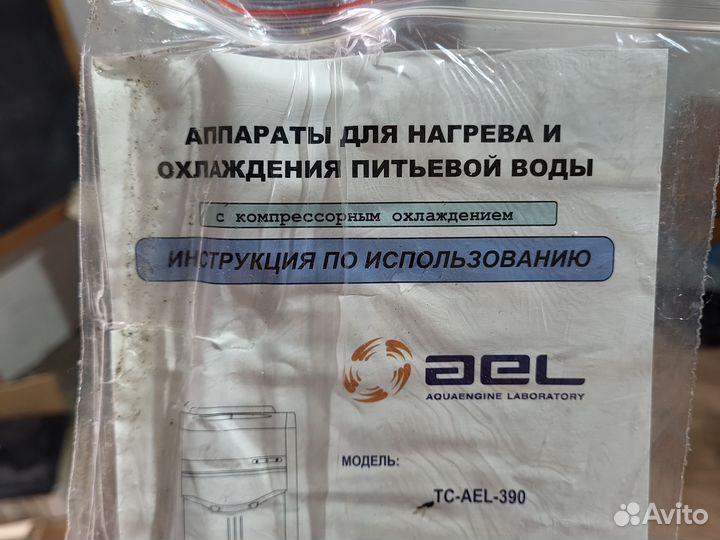 АППАРАТЫ ДЛЯ НАГРЕВА И
ОХЛАЖДЕНИЯ ПИТЬЕВОЙ ВОДЫ
с компрессорным охлаждением
ИНСТРУКЦИЯ ПО ИСПОЛЬЗОВАНИЮ
ael
AQUAENGINE LABORATORY
МОДЕЛЬ:
TC-AEL-390
Avito